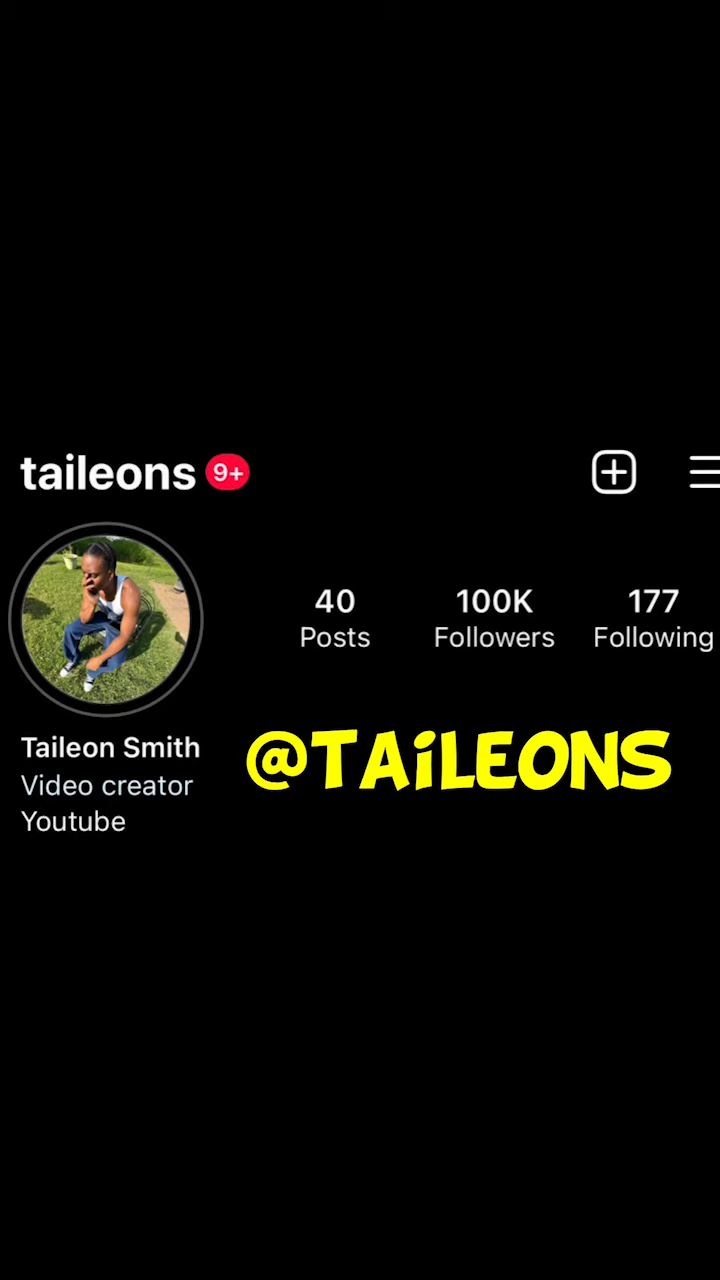 taileons 9+
40 100K 177
Posts Followers Following
Taileon Smith
@TAiLEONS
Video creator
Youtube